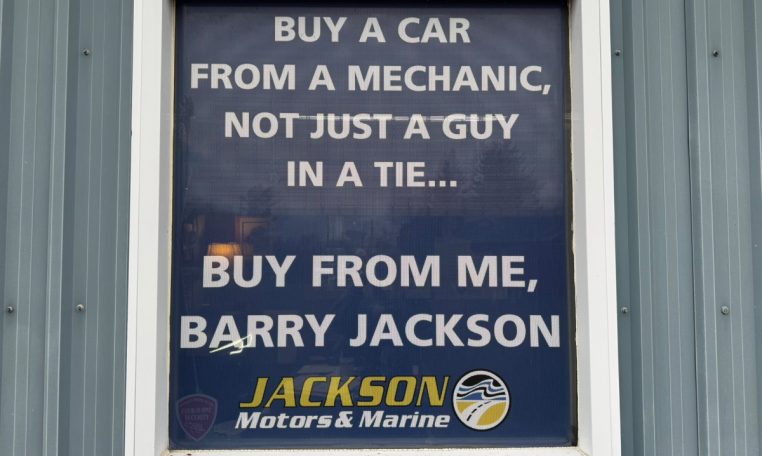 BUY A CAR
FROM A MECHANIC,
NOT JUST A GUY
IN A TIE...
BUY FROM ME,
BARRY JACKSON
JACKSON
Motors & Marine